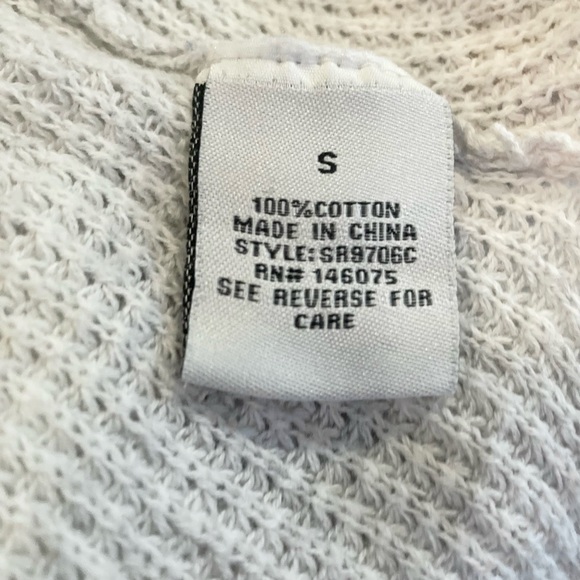 S
100%COTTON
MADE IN CHINA
STYLE:SR9706C
RN# 146075
SEE REVERSE FOR
CARE